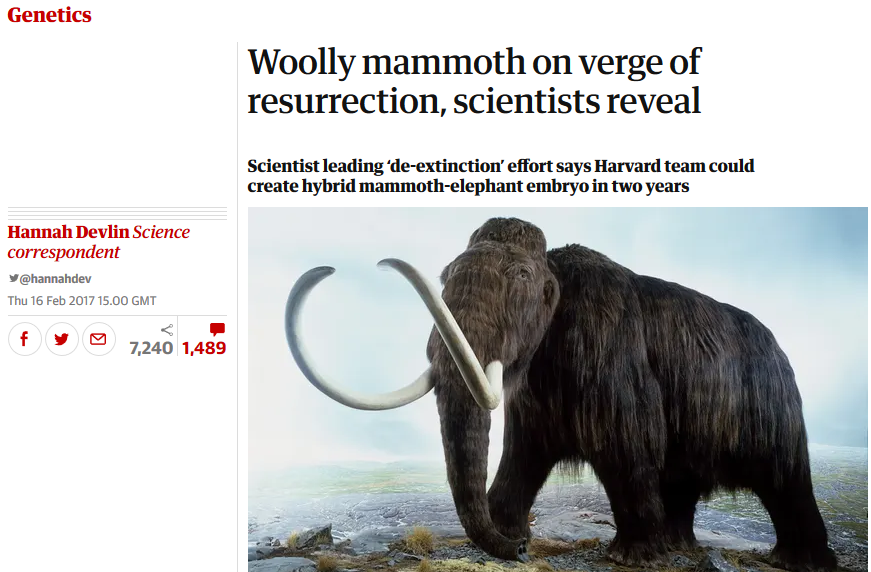 Genetics
Woolly mammoth on verge of
resurrection, scientists reveal
Scientist leading ‘de-extinction’ effort says Harvard team could
create hybrid mammoth-elephant embryo in two years
Hannah Devlin Science
correspondent
@hannahdev
Thu 16 Feb 2017 15.00 GMT
7,240
1,489